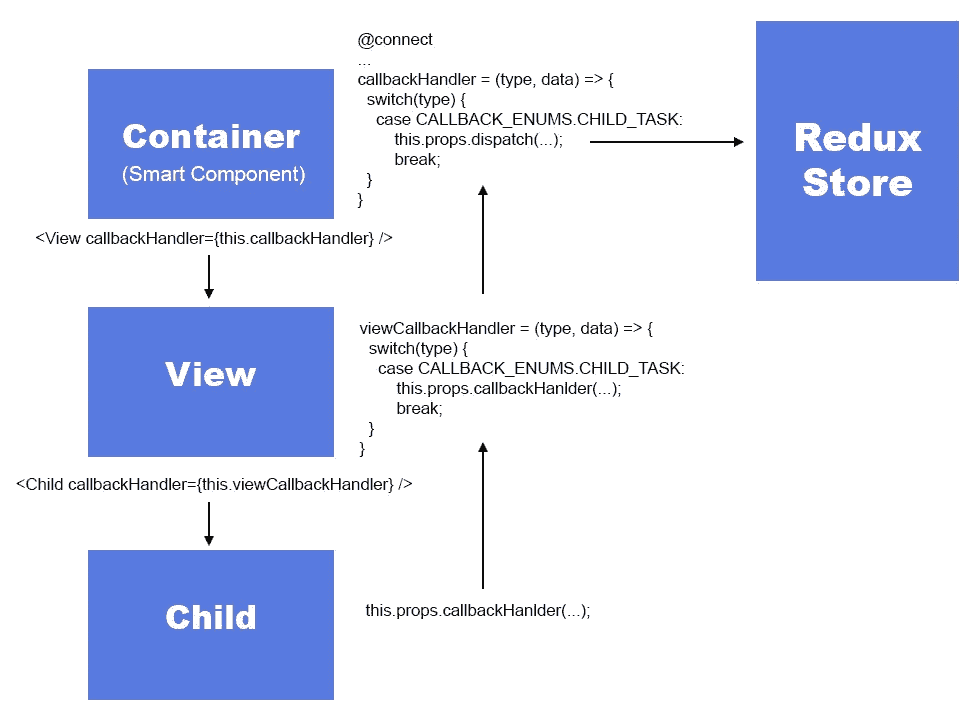 @connect
...
callbackHandler = (type, data) => {
switch(type) {
case CALLBACK_ENUMS.CHILD_TASK:
this.props.dispatch(...);
break;
}
}
Container
(Smart Component)
Redux
Store
<View callbackHandler={this.callbackHandler} />
View
viewCallbackHandler = (type, data) => {
switch(type) {
case CALLBACK_ENUMS.CHILD_TASK:
this.props.callbackHanlder(...);
break;
}
}
<Child callbackHandler={this.viewCallbackHandler} />
Child
this.props.callbackHanlder(...);